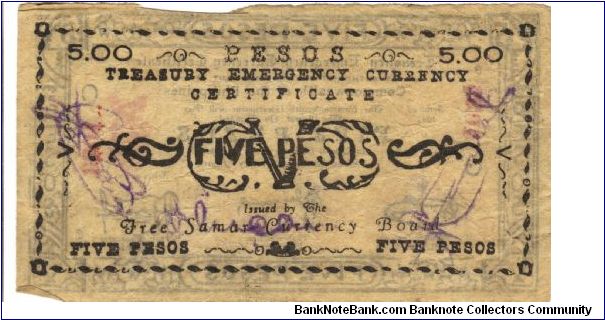 5.00 PESOS 5.00
TREASURY EMERGENCY CURRENCY
CERTIFICATE
V FIVE PESOS V
Issued by The
Free Samar Currency Board
FIVE PESOS FIVE PESOS
BankNoteBank.com Banknote Collectors Community